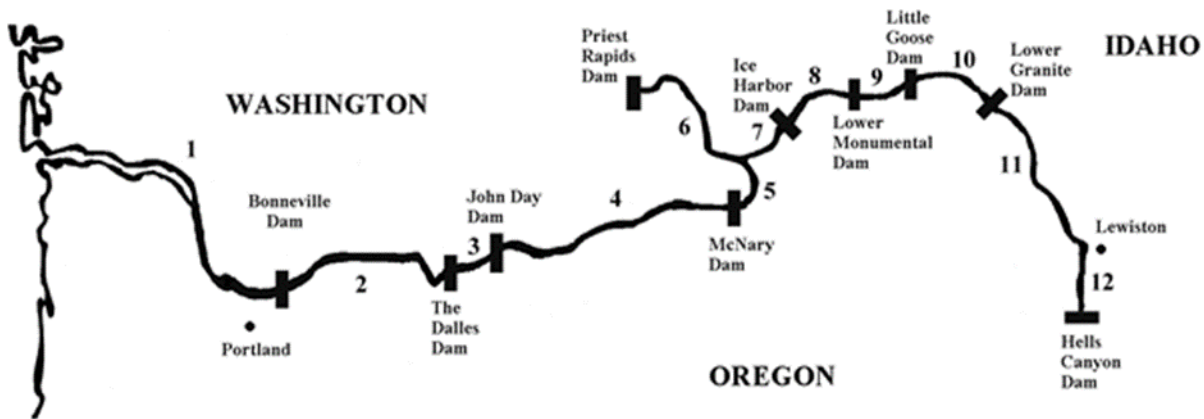 Priest
Rapids
Dam
Little
Goose
Dam
10
Lower
Granite
Dam
IDAHO
WASHINGTON
Ice
Harbor
Dam
8
9
6
7
Lower
Monumental
Dam
1
11
Bonneville
Dam
John Day
Dam
4
5
3
McNary
Dam
Lewiston
2
12
The
Dalles
Dam
Portland
Hells
Canyon
Dam
OREGON